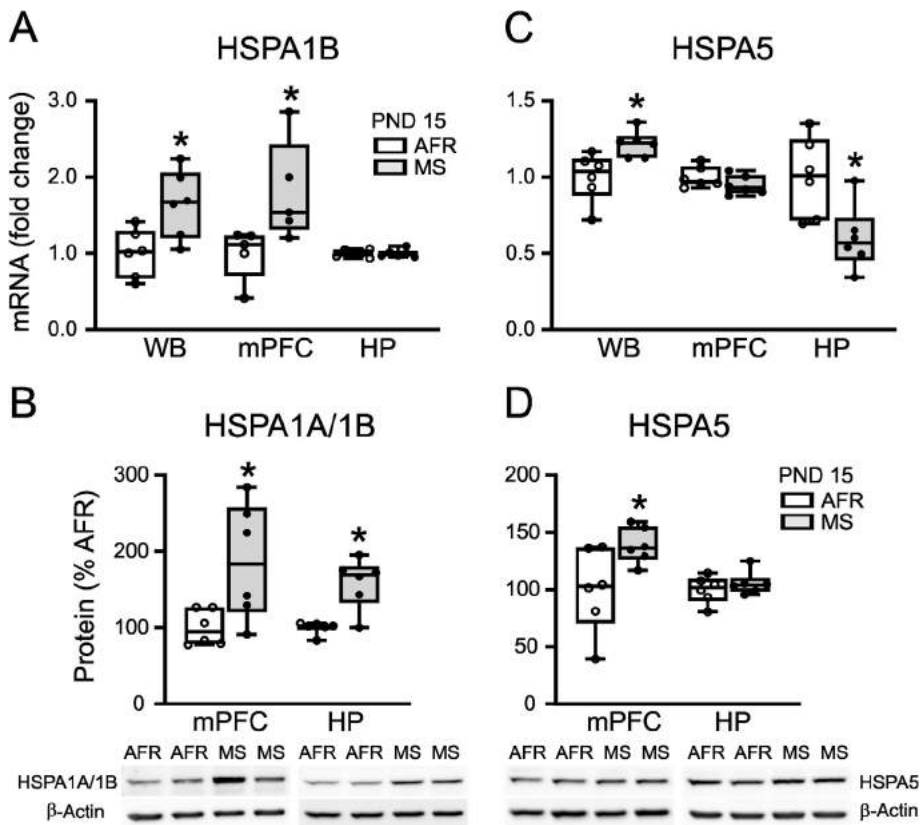 A
HSPA1B
mRNA (fold change)
3.0
2.0
1.0
0.0
*
*
PND 15
AFR
MS
WB mPFC HP
C
HSPA5
1.5
1.0
0.5
0.0
*
*
WB mPFC HP
B
HSPA1A/1B
Protein (% AFR)
300
200
100
0
*
*
mPFC HP
AFR AFR MS MS AFR AFR MS MS
HSPA1A/1B
β-Actin
D
HSPA5
200
150
100
50
0
*
PND 15
AFR
MS
mPFC HP
AFR AFR MS MS AFR AFR MS MS
HSPA5
β-Actin